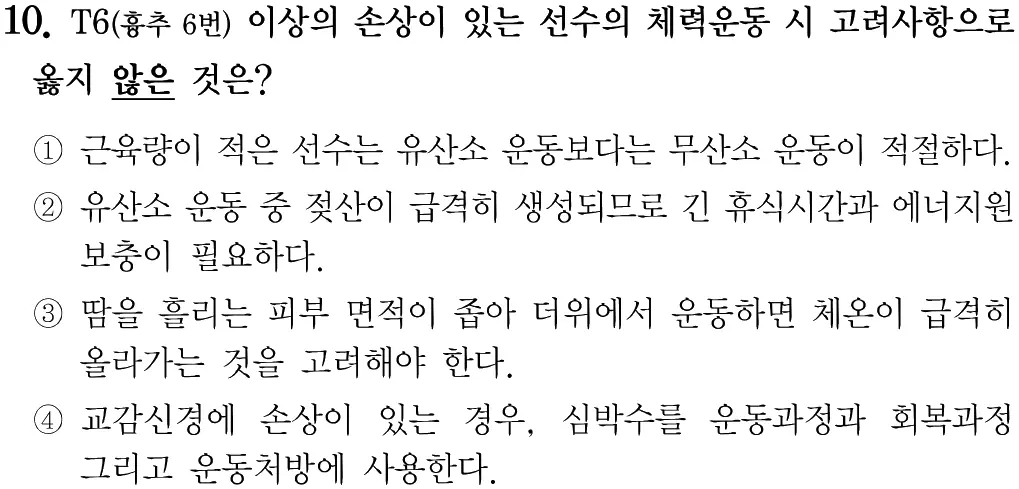 10. T6(흉추 6번) 이상의 손상이 있는 선수의 체력운동 시 고려사항으로
옳지 않은 것은?
① 근육량이 적은 선수는 유산소 운동보다는 무산소 운동이 적절하다.
② 유산소 운동 중 젖산이 급격히 생성되므로 긴 휴식시간과 에너지원
보충이 필요하다.
③ 땀을 흘리는 피부 면적이 좁아 더위에서 운동하면 체온이 급격히
올라가는 것을 고려해야 한다.
④ 교감신경에 손상이 있는 경우, 심박수를 운동과정과 회복과정
그리고 운동처방에 사용한다.